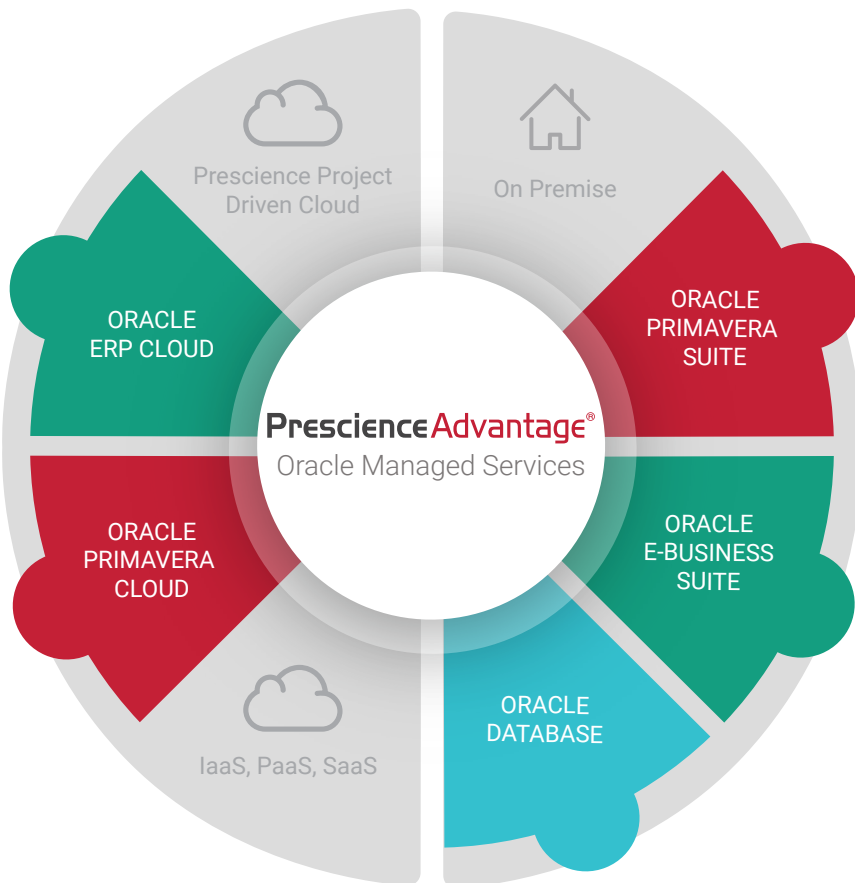 Prescience Project
Driven Cloud
On Premise
ORACLE
ERP CLOUD
ORACLE
PRIMAVERA
SUITE
PrescienceAdvantage®
Oracle Managed Services
ORACLE
PRIMAVERA
CLOUD
ORACLE
E-BUSINESS
SUITE
ORACLE
DATABASE
IaaS, PaaS, SaaS